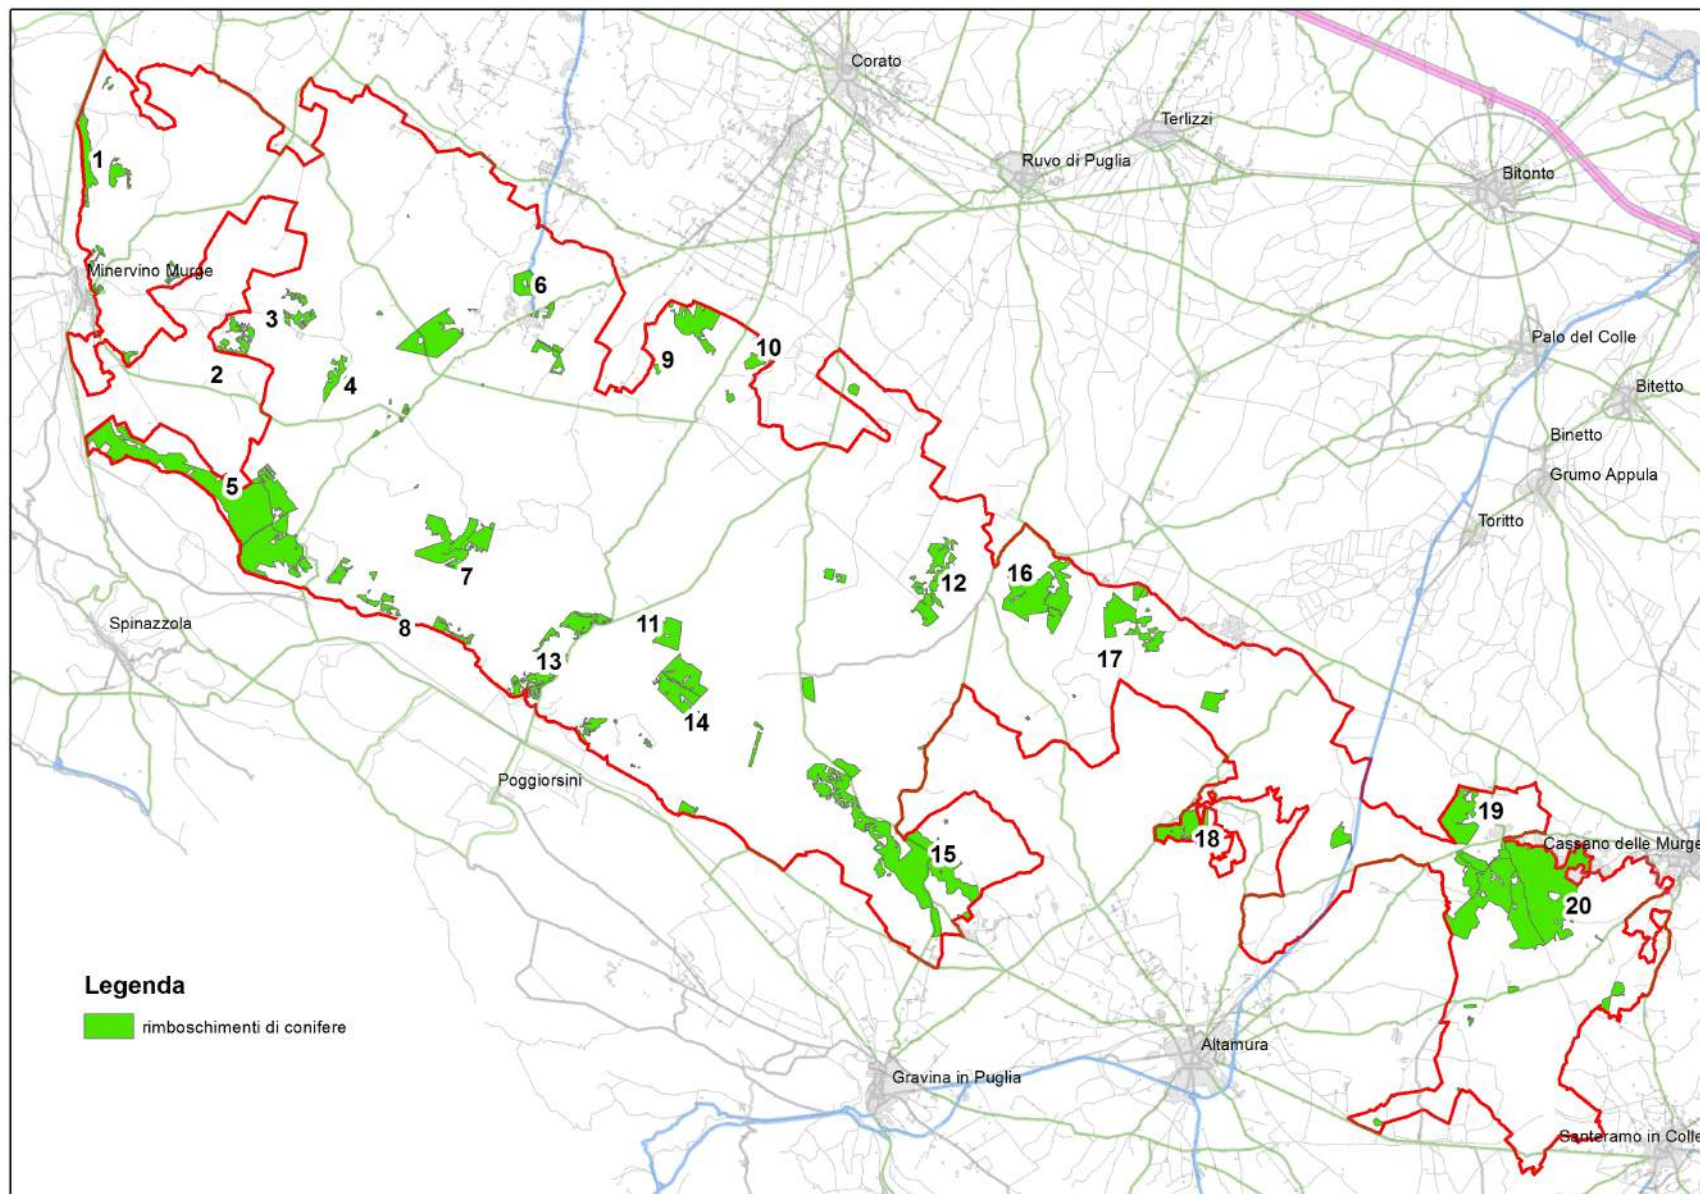 Corato
Terlizzi
1
Ruvo di Puglia
Bitonto
Minervino Murge
6
3
Palo del Colle
9
10
2
4
Bitetto
Binetto
5
Grumo Appula
Toritto
7
12
16
Spinazzola
8
11
13
17
14
Poggiorsini
19
18
Cassano delle Murge
15
20
Legenda
rimboschimenti di conifere
Altamura
Gravina in Puglia
Santeramo in Colle